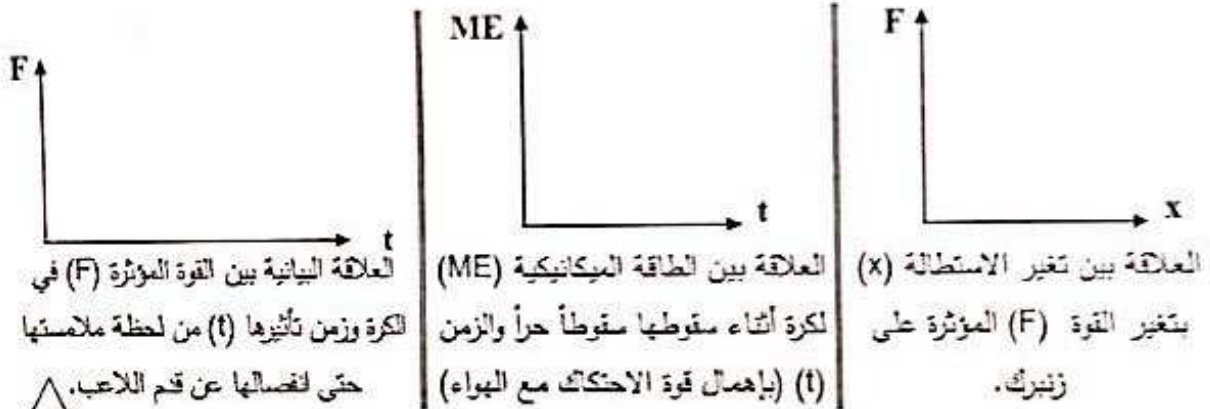 F
x
العلاقة بين تغير الاستطالة (x)
بتغير القوة (F) المؤثرة على
زنبرك.
ME
t
العلاقة بين الطاقة الميكانيكية (ME)
لكرة أثناء سقوطها سقوطاً حراً والزمن
(t) (بإهمال قوة الاحتكاك مع الهواء)
F
t
العلاقة البيانية بين القوة المؤثرة (F) في
الكرة وزمن تأثيرها (t) من لحظة ملامستها
حتى انفصالها عن قدم اللاعب.